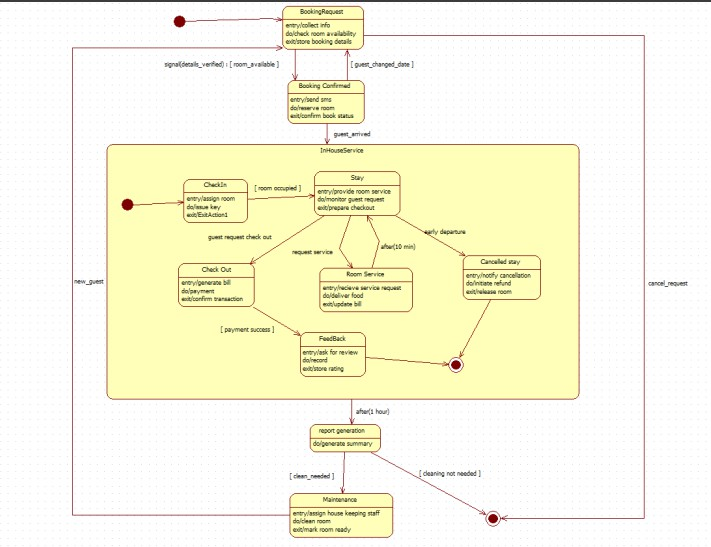 BookingRequest
entry/collect info
do/check room availability
exit/store booking details
signal(details_verified) : [ room_available ]
[ guest_changed_date ]
Booking Confirmed
entry/send sms
do/reserve room
exit/confirm book status
guest_arrived
InHouseService
CheckIn
entry/assign room
do/issue key
exit/ExitAction1
[ room occupied ]
Stay
entry/provide room service
do/monitor guest request
exit/prepare checkout
guest request check out
request service
after(10 min)
early departure
Check Out
entry/generate bill
do/payment
exit/confirm transaction
Room Service
entry/recieve service request
do/deliver food
exit/update bill
Cancelled stay
entry/notify cancellation
do/initiate refund
exit/release room
new_guest
cancel_request
[ payment success ]
FeedBack
entry/ask for review
do/record
exit/store rating
after(1 hour)
report generation
do/generate summary
[ clean_needed ]
[ cleaning not needed ]
Maintenance
entry/assign house keeping staff
do/clean room
exit/mark room ready